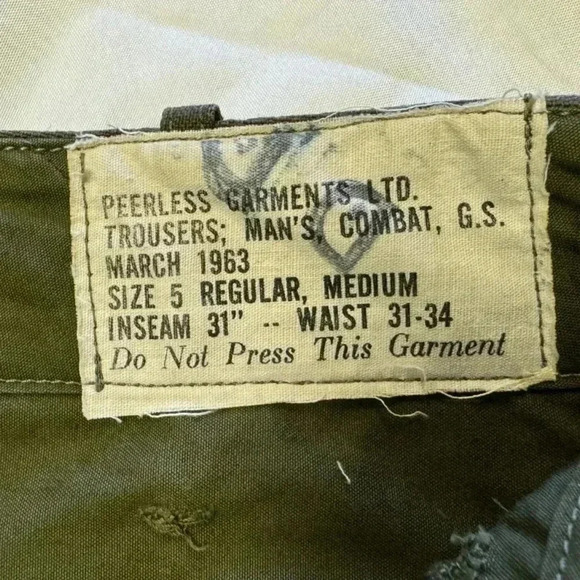 PEERLESS GARMENTS LTD.
TROUSERS; MAN'S, COMBAT, G.S.
MARCH 1963
SIZE 5 REGULAR, MEDIUM
INSEAM 31" -- WAIST 31-34
Do Not Press This Garment